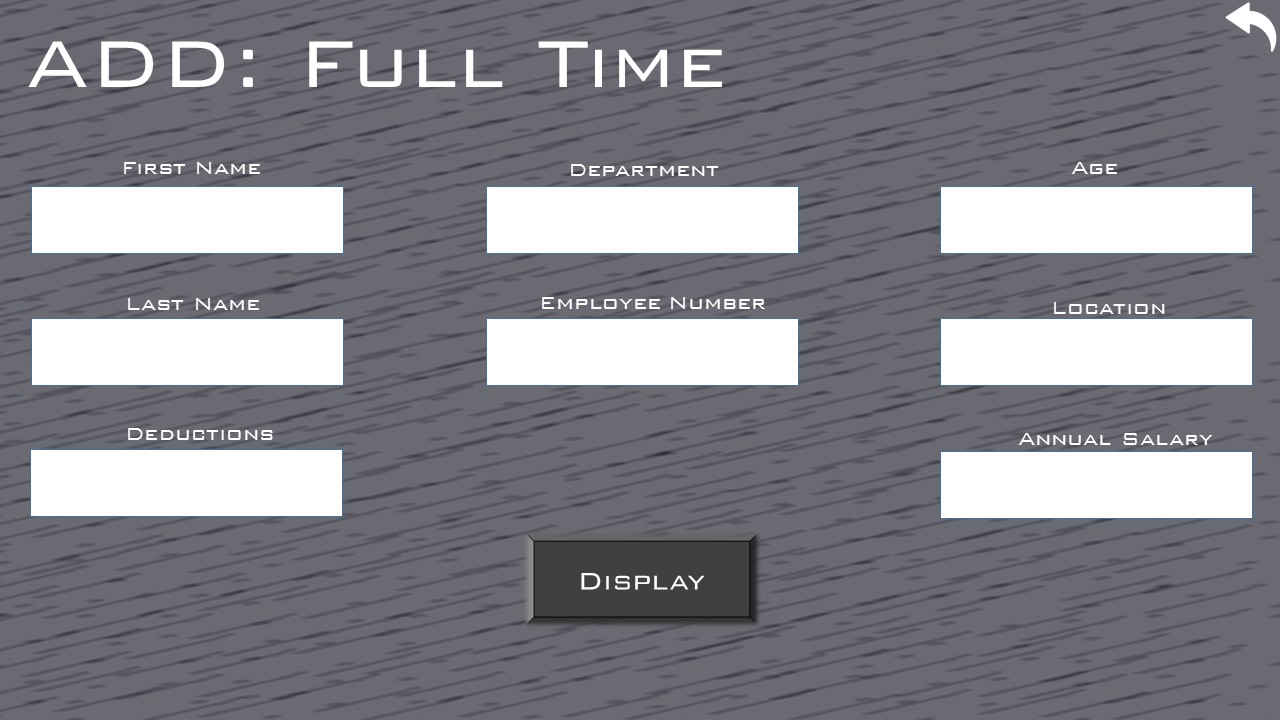 ADD: Full Time
First Name
Department
Age
Last Name
Employee Number
Location
Deductions
Annual Salary
Display